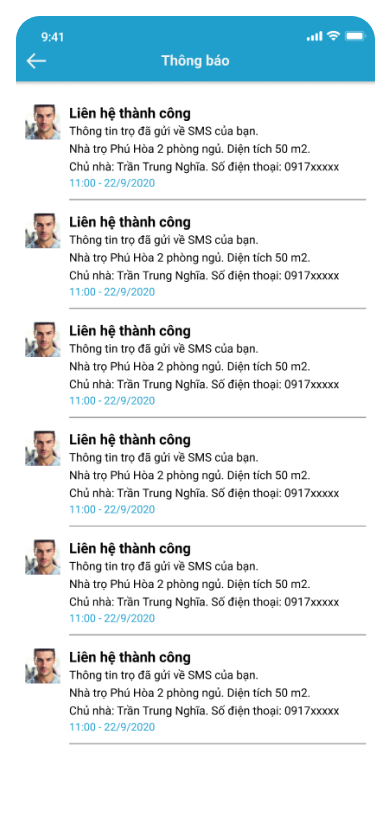 9:41
Thông báo
Liên hệ thành công
Thông tin trọ đã gửi về SMS của bạn.
Nhà trọ Phú Hòa 2 phòng ngủ. Diện tích 50 m2.
Chủ nhà: Trần Trung Nghĩa. Số điện thoại: 0917xxxxx
11:00 - 22/9/2020
Liên hệ thành công
Thông tin trọ đã gửi về SMS của bạn.
Nhà trọ Phú Hòa 2 phòng ngủ. Diện tích 50 m2.
Chủ nhà: Trần Trung Nghĩa. Số điện thoại: 0917xxxxx
11:00 - 22/9/2020
Liên hệ thành công
Thông tin trọ đã gửi về SMS của bạn.
Nhà trọ Phú Hòa 2 phòng ngủ. Diện tích 50 m2.
Chủ nhà: Trần Trung Nghĩa. Số điện thoại: 0917xxxxx
11:00 - 22/9/2020
Liên hệ thành công
Thông tin trọ đã gửi về SMS của bạn.
Nhà trọ Phú Hòa 2 phòng ngủ. Diện tích 50 m2.
Chủ nhà: Trần Trung Nghĩa. Số điện thoại: 0917xxxxx
11:00 - 22/9/2020
Liên hệ thành công
Thông tin trọ đã gửi về SMS của bạn.
Nhà trọ Phú Hòa 2 phòng ngủ. Diện tích 50 m2.
Chủ nhà: Trần Trung Nghĩa. Số điện thoại: 0917xxxxx
11:00 - 22/9/2020
Liên hệ thành công
Thông tin trọ đã gửi về SMS của bạn.
Nhà trọ Phú Hòa 2 phòng ngủ. Diện tích 50 m2.
Chủ nhà: Trần Trung Nghĩa. Số điện thoại: 0917xxxxx
11:00 - 22/9/2020